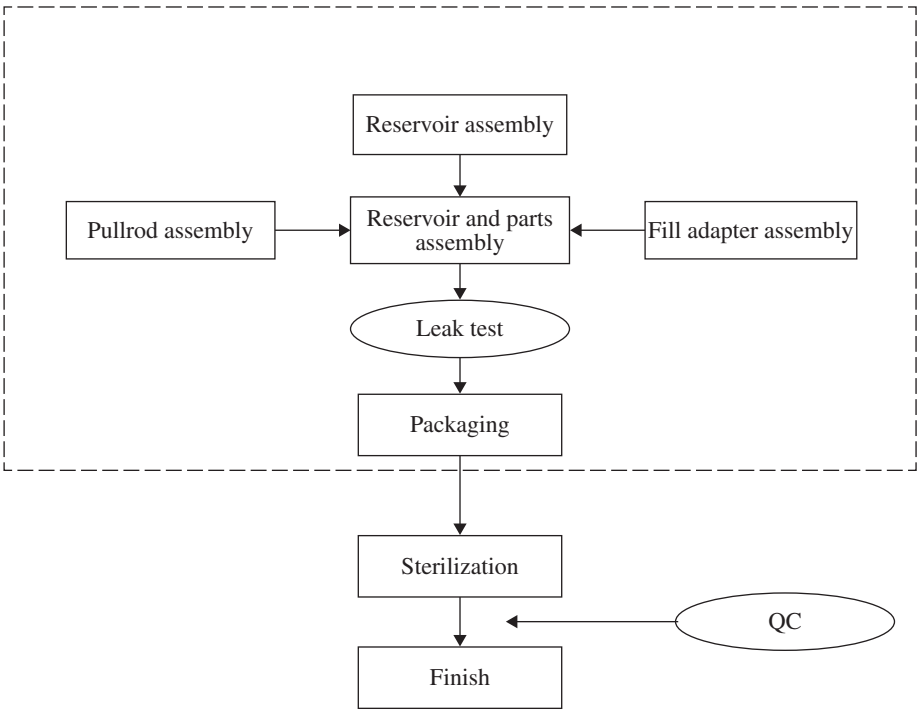 Reservoir assembly
Pullrod assembly
Reservoir and parts
assembly
Fill adapter assembly
Leak test
Packaging
Sterilization
QC
Finish